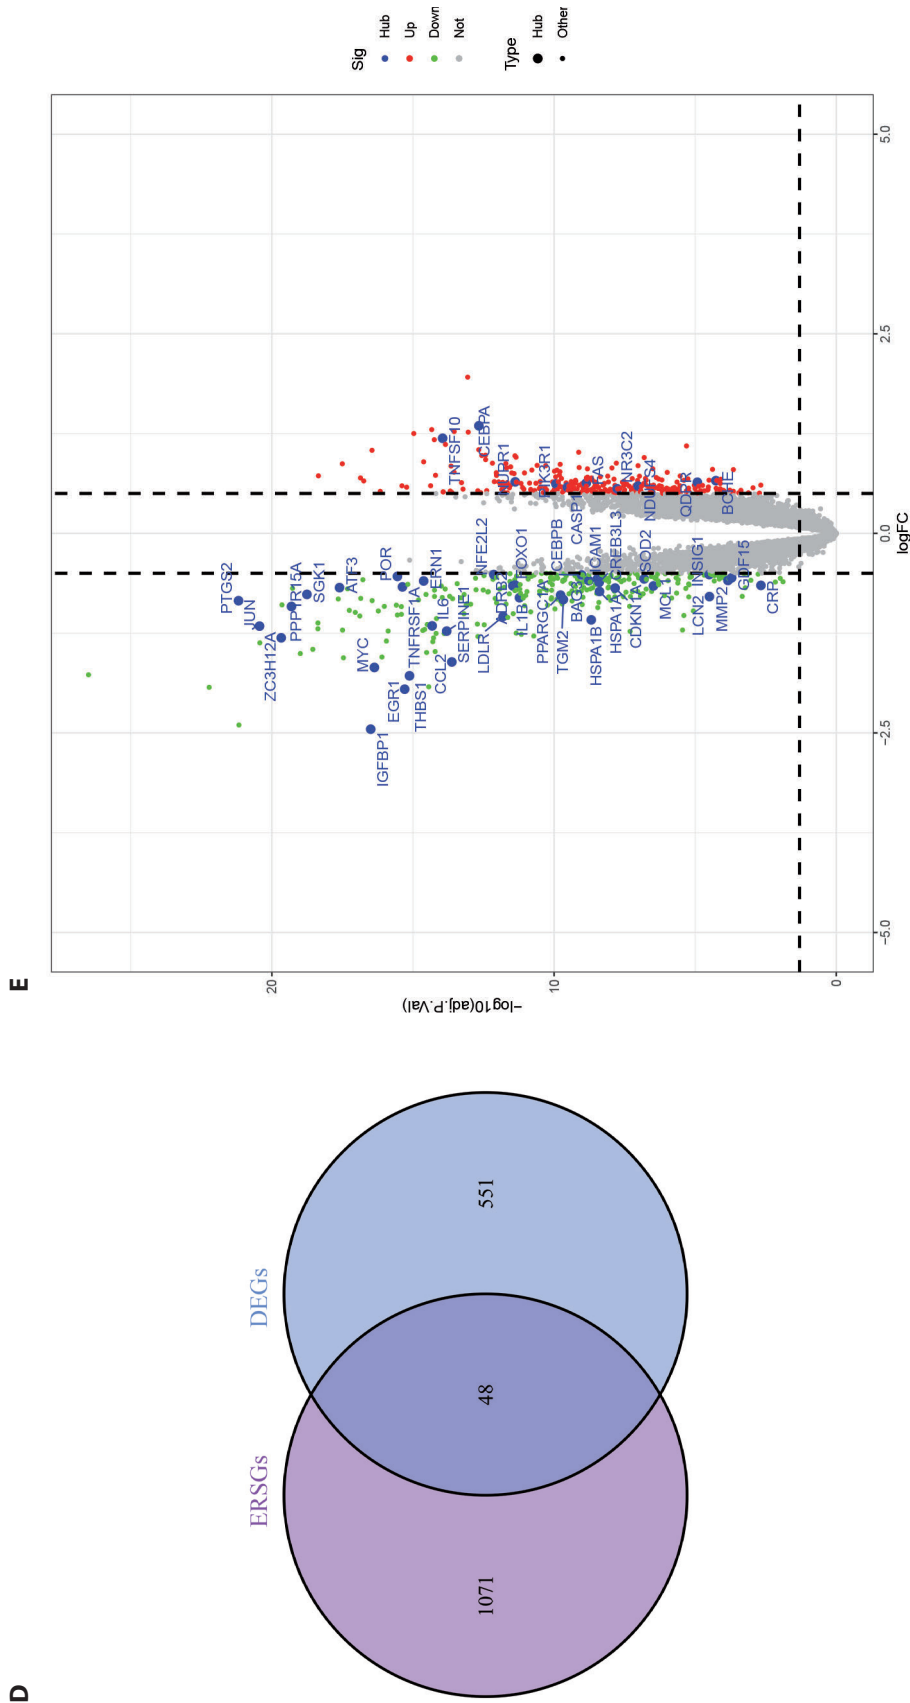 D
ERSGs
DEGs
1071
48
551
E
−log10(adj.P.Val)
20
10
0
−5.0
−2.5
0.0
2.5
5.0
logFC
PTGS2
JUN
ZC3H12A
PPP1R15A
SGK1
ATF3
MYC
POR
EGR1
IGFBP1
THBS1
TNFRSF1A
ERN1
IL6
CCL2
SERPINE1
NFE2L2
LDLR
FOXO1
IL1B
PPARGC1A
CEBPB
TGM2
CASP1
ICAM1
HSPA1B
CREB3L3
HSPA1A
CDKN1A
SOD2
MCL1
INSIG1
LCN2
MMP2
GDF15
CRP
TNFSF10
CEBPA
NUPR1
PIK3R1
FAS
NR3C2
BCHE
Sig
Hub
Up
Down
Not
Type
Hub
Other